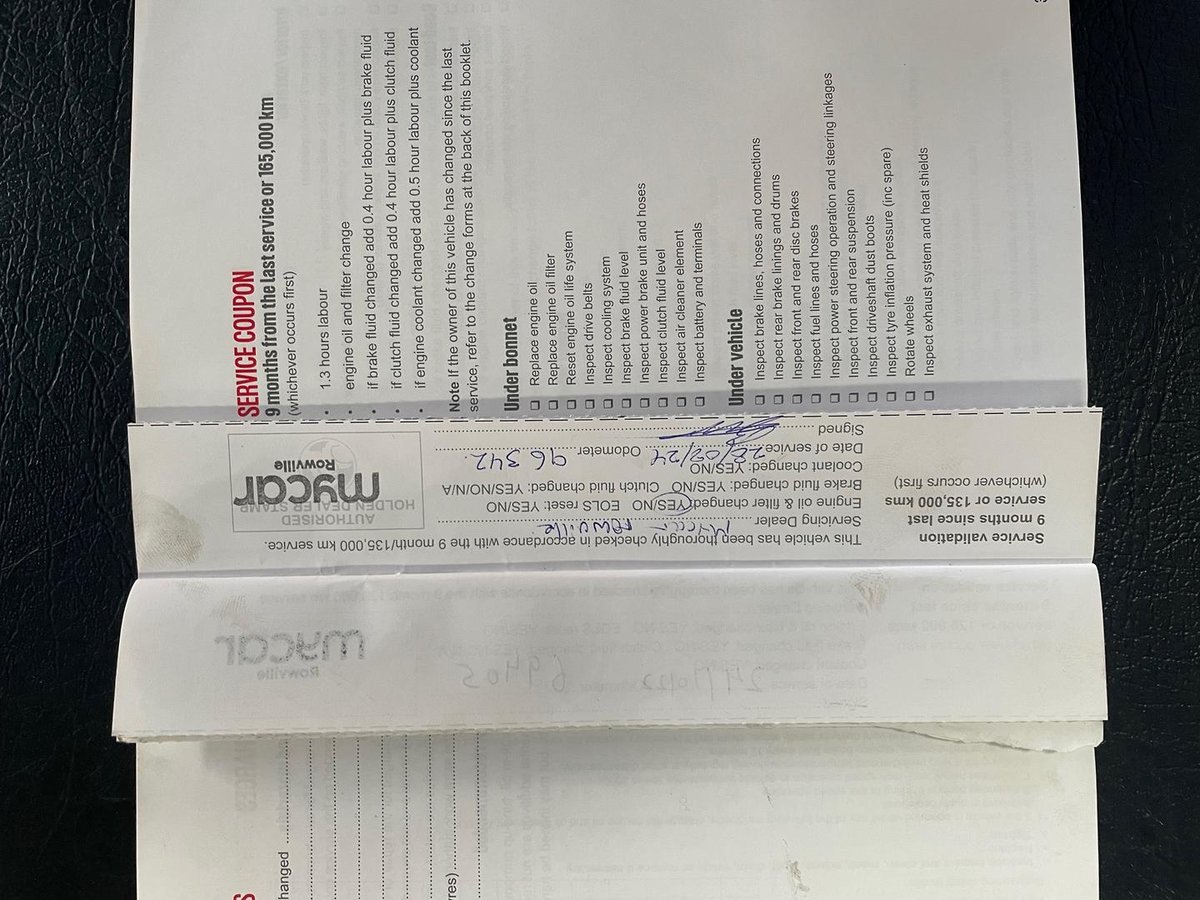 SERVICE COUPON
9 months from the last service or 165,000 km
(whichever occurs first)
• 1.3 hours labour
• engine oil and filter change
• if brake fluid changed add 0.4 hour labour plus brake fluid
• if clutch fluid changed add 0.4 hour labour plus clutch fluid
• if engine coolant changed add 0.5 hour labour plus coolant
Note If the owner of this vehicle has changed since the last
service, refer to the change forms at the back of this booklet.
Under bonnet
❏ Replace engine oil
❏ Replace engine oil filter
❏ Reset engine oil life system
❏ Inspect drive belts
❏ Inspect cooling system
❏ Inspect brake fluid level
❏ Inspect power brake unit and hoses
❏ Inspect clutch fluid level
❏ Inspect air cleaner element
❏ Inspect battery and terminals
Under vehicle
❏ Inspect brake lines, hoses and connections
❏ Inspect rear brake linings and drums
❏ Inspect front and rear disc brakes
❏ Inspect fuel lines and hoses
❏ Inspect power steering operation and steering linkages
❏ Inspect front and rear suspension
❏ Inspect driveshaft dust boots
❏ Inspect tyre inflation pressure (inc spare)
❏ Rotate wheels
❏ Inspect exhaust system and heat shields
Service validation
9 months since last
service or 135,000 kms
(whichever occurs first)
This vehicle has been thoroughly checked in accordance with the 9 month/135,000 km service.
Servicing Dealer Mycar Rowville
Engine oil & filter changed: YES/NO EOLS reset: YES/NO
Brake fluid changed: YES/NO Clutch fluid changed: YES/NO/N/A
Coolant changed: YES/NO
Date of service 28/02/24 Odometer 96342
Signed
AUTHORISED
HOLDEN DEALER STAMP
mycar
Rowville
mycar
Rowville
24/10/22 69405
hanged
yres)